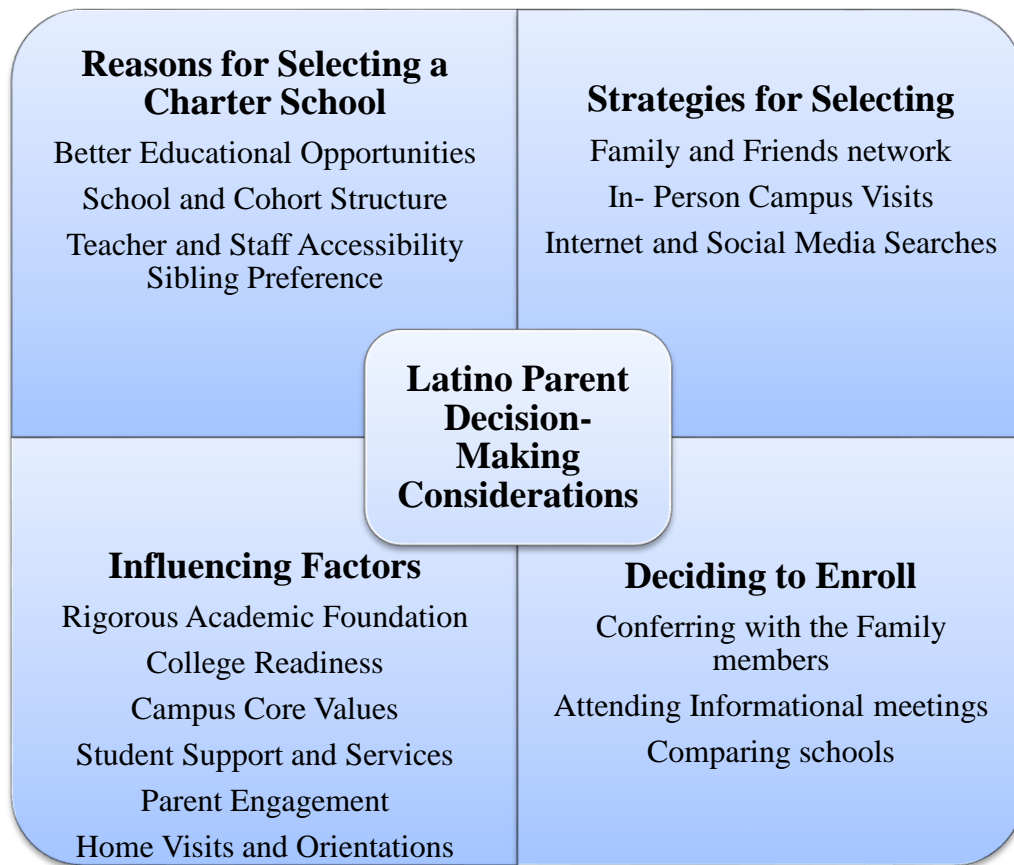 Reasons for Selecting a
Charter School
Better Educational Opportunities
School and Cohort Structure
Teacher and Staff Accessibility
Sibling Preference
Strategies for Selecting
Family and Friends network
In- Person Campus Visits
Internet and Social Media Searches
Latino Parent
Decision-
Making
Considerations
Influencing Factors
Rigorous Academic Foundation
College Readiness
Campus Core Values
Student Support and Services
Parent Engagement
Home Visits and Orientations
Deciding to Enroll
Conferring with the Family
members
Attending Informational meetings
Comparing schools